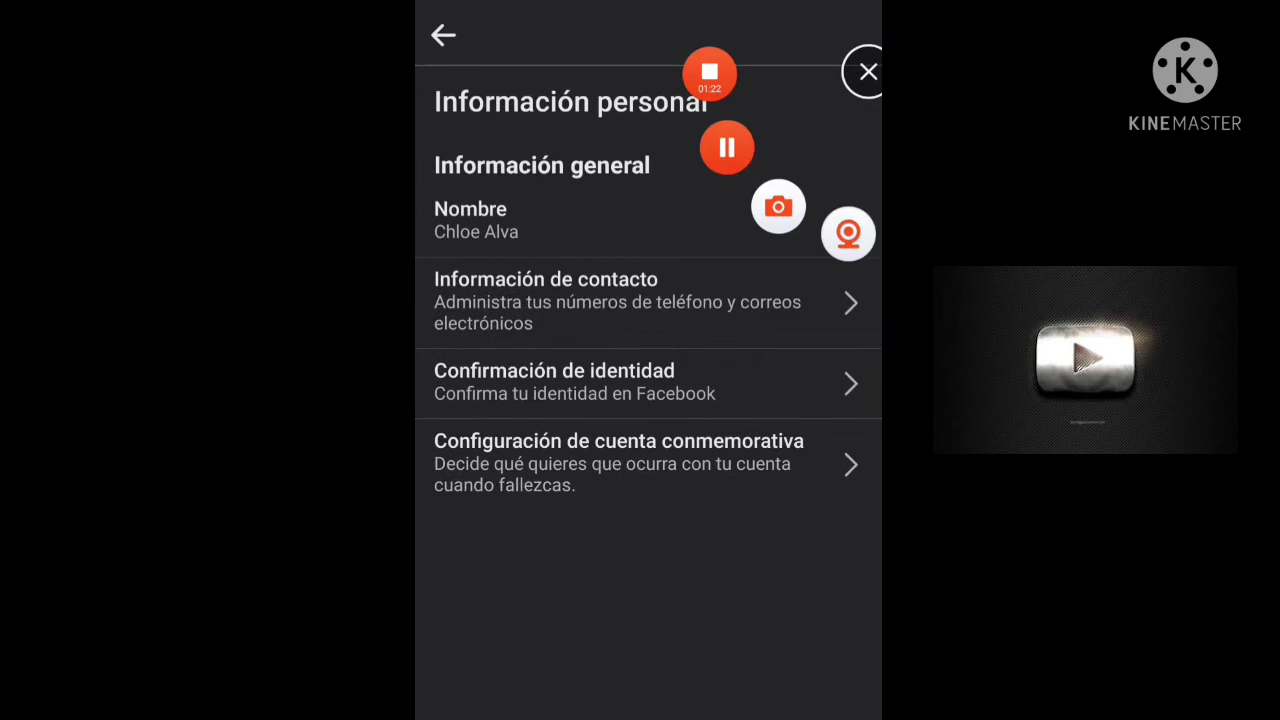 Información personal
01:22
Información general
Nombre
Chloe Alva
Información de contacto
Administra tus números de teléfono y correos
electrónicos
Confirmación de identidad
Confirma tu identidad en Facebook
Configuración de cuenta conmemorativa
Decide qué quieres que ocurra con tu cuenta
cuando fallezcas.
K
KINEMASTER